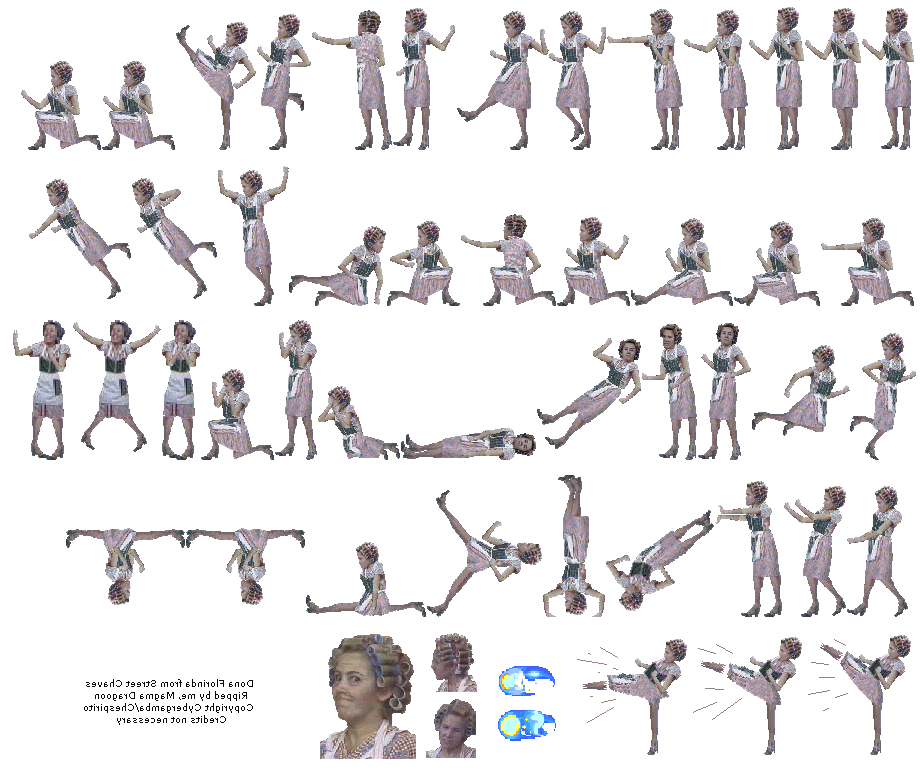 Dona Florinda from Street Chaves
Ripped by me, Magma Dragoon
Copyright Cybergamba/Chespirito
Credits not necessary